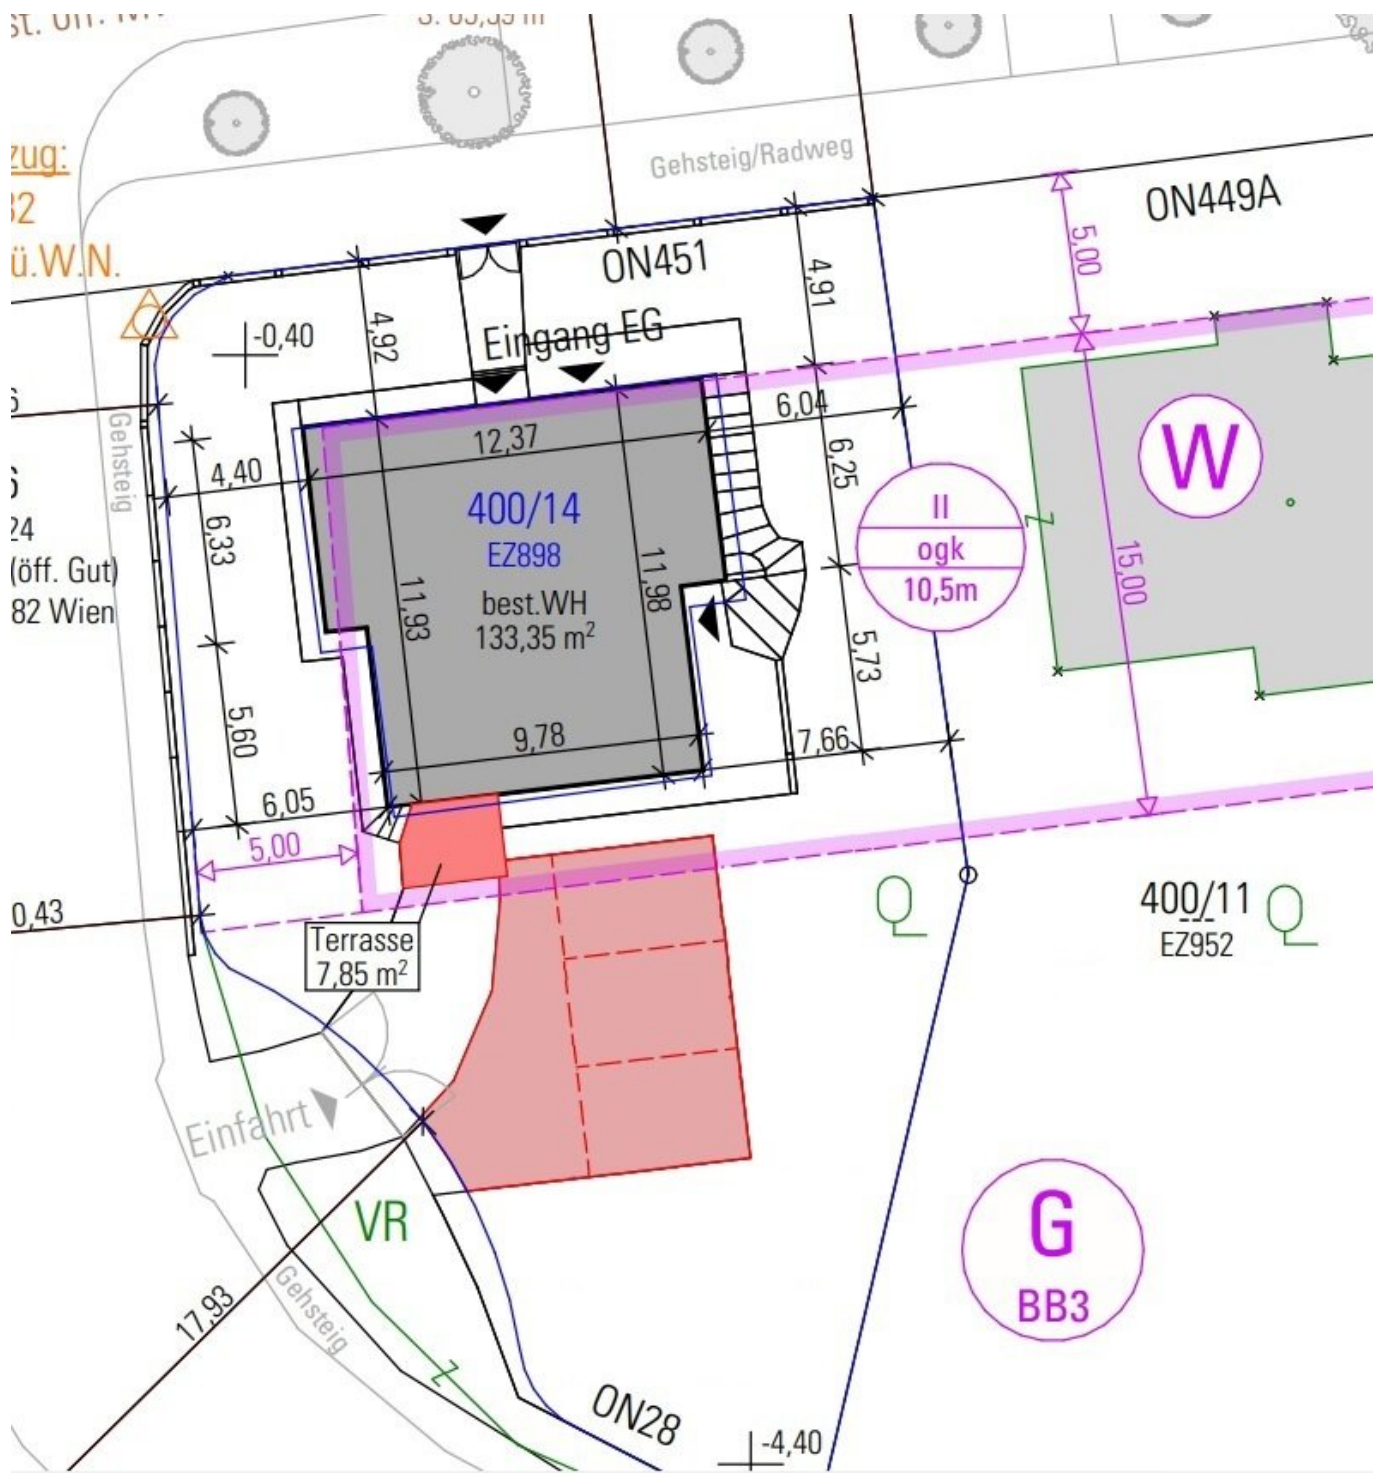 zug:
ü.W.N.
Gehsteig/Radweg
ON449A
5,00
ON451
4,91
4,92
-0,40
Eingang EG
6,04
12,37
4,40
6,25
W
Gehsteig
6,33
400/14
EZ898
II
ogk
10,5m
24
(öff. Gut)
82 Wien
11,93
11,98
best.WH
133,35 m²
15,00
5,73
5,60
9,78
7,66
6,05
5,00
0,43
Terrasse
7,85 m²
400/11
EZ952
Einfahrt
VR
G
BB3
17,93
Gehsteig
ON28
-4,40